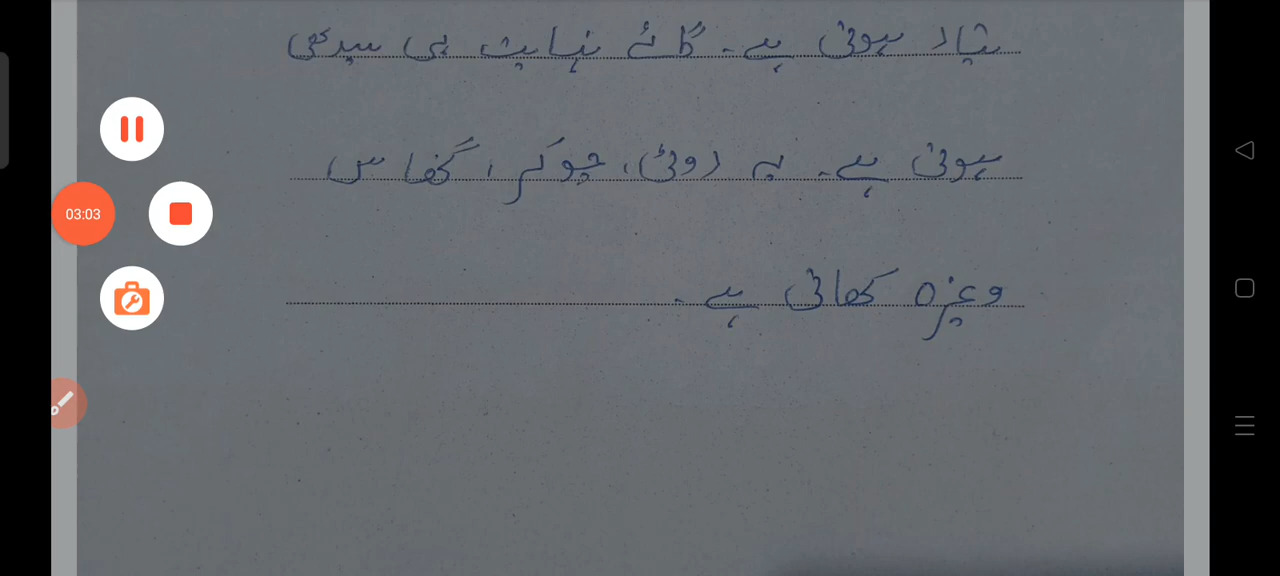 تیار ہوتی ہے۔ گائے نہایت ہی سیدھی
ہوتی ہے۔ یہ روٹی، چوکر، گھاس
وغیرہ کھاتی ہے۔
03:03